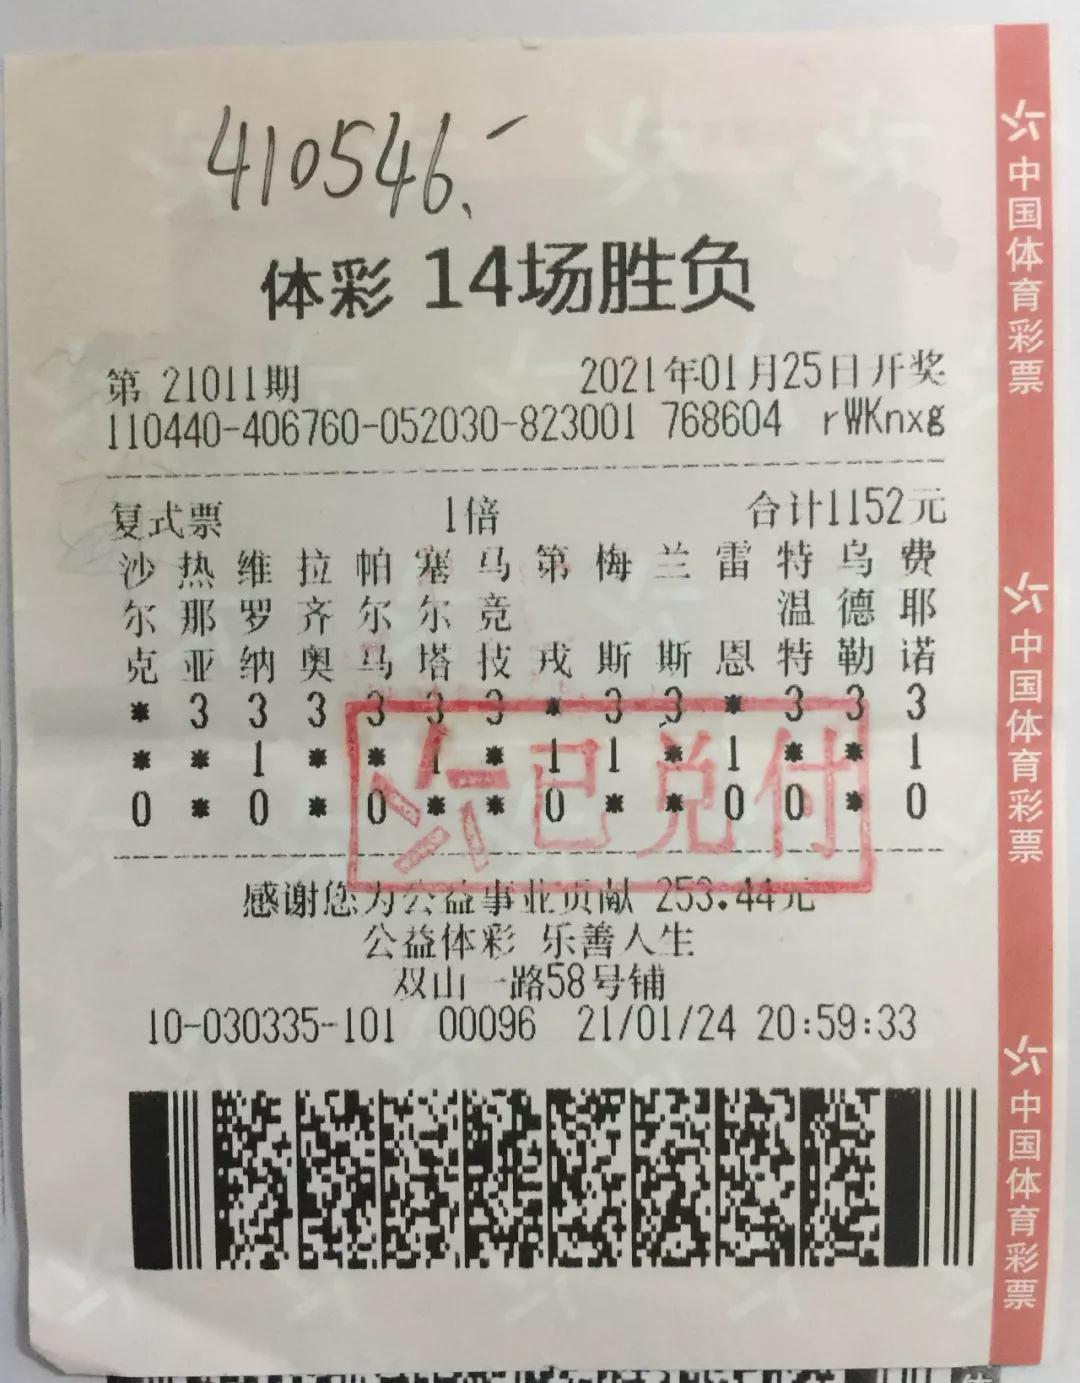 410546.
体彩 14场胜负
第 21011期 2021年01月25日开奖
110440-406760-052030-823001 768604 rWKnxg
复式票 1倍 合计1152元
沙 热 维 拉 帕 塞 马 第 梅 兰 雷 特 乌 费
尔 那 罗 齐 尔 尔 竞 温 德 耶
克 亚 纳 奥 马 塔 技 戎 斯 斯 恩 特 勒 诺
* 3 3 3 3 3 3 * 3 3 * 3 3 3
* * 1 * * 1 * 1 1 * 1 * * 1
0 * 0 * 0 * * 0 * * 0 0 * 0
已兑付
感谢您为公益事业贡献 253.44元
公益体彩 乐善人生
双山一路58号铺
10-030335-101 00096 21/01/24 20:59:33
中国体育彩票
中国体育彩票
中国体育彩票